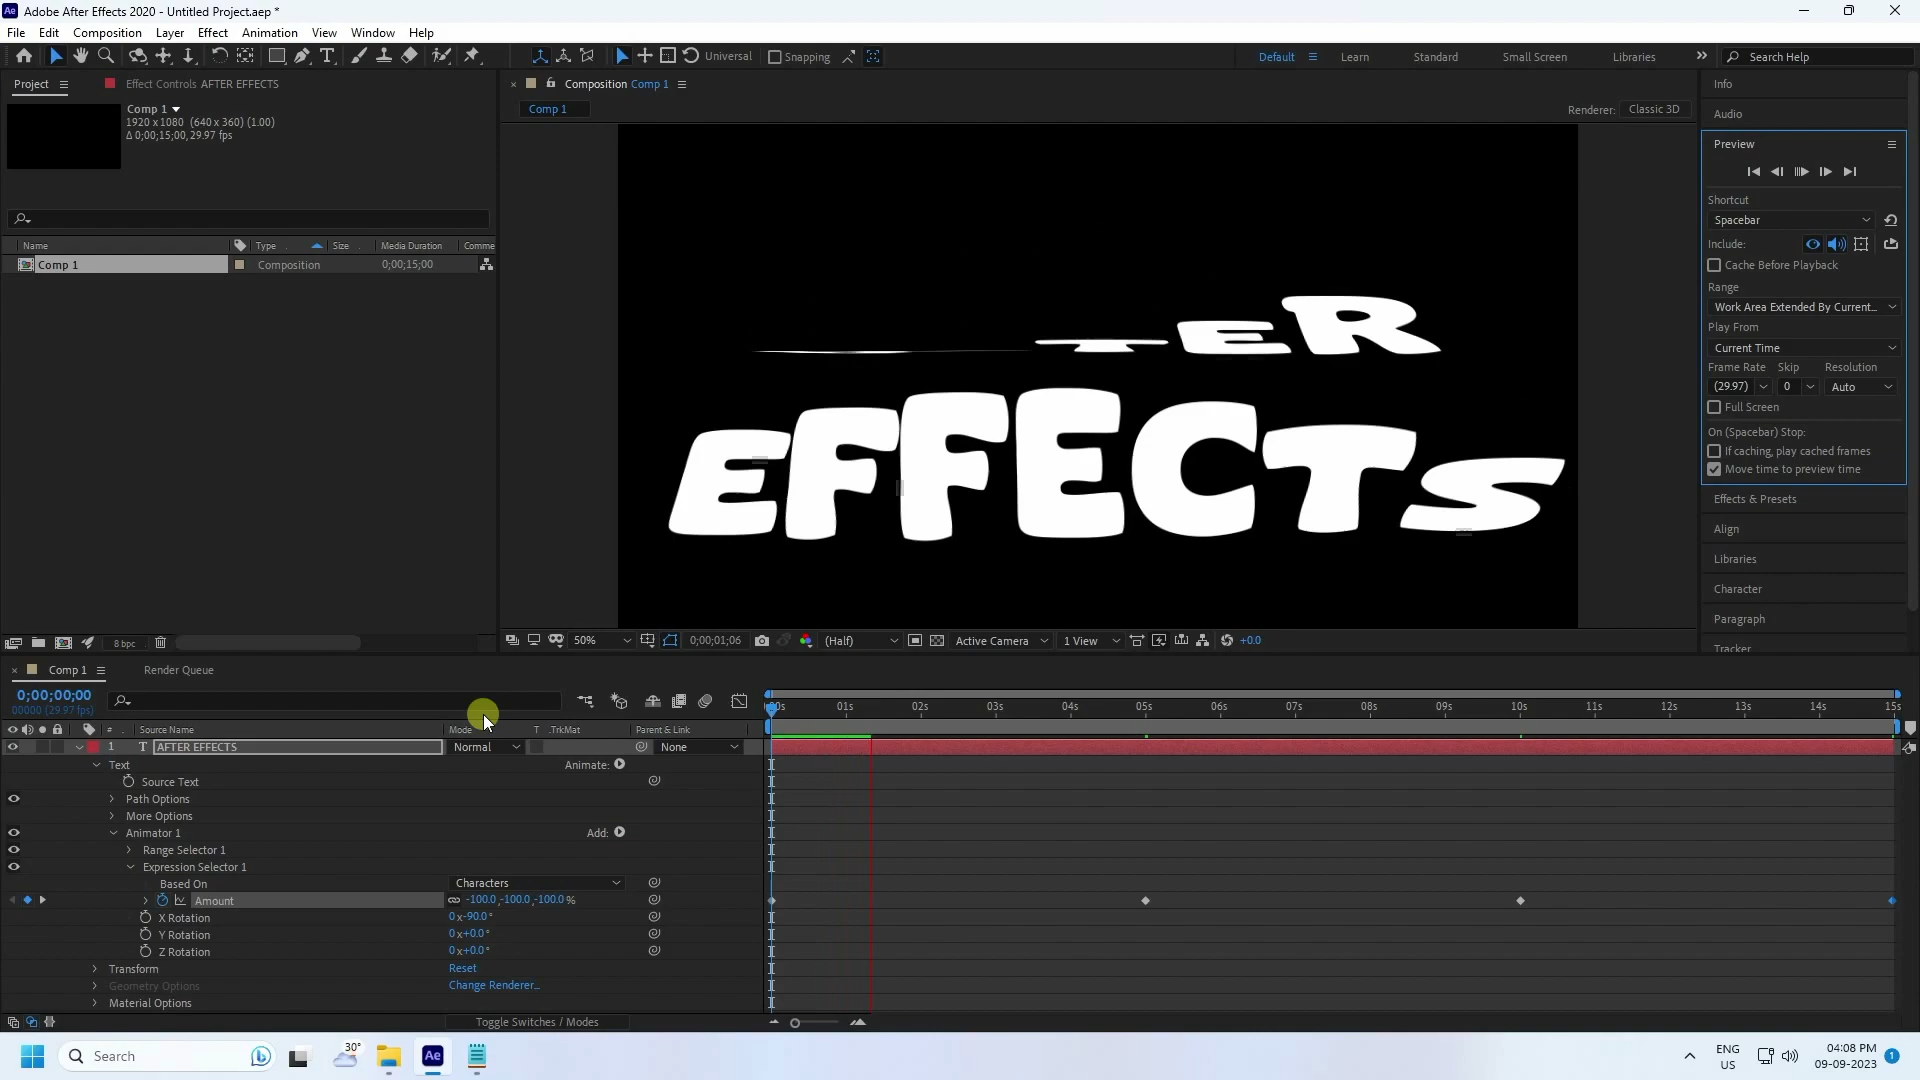 Adobe After Effects 2020 - Untitled Project.aep *
File Edit Composition Layer Effect Animation View Window Help
Universal Snapping Default Learn Standard Small Screen Libraries Search Help
Project Effect Controls AFTER EFFECTS
Comp 1
1920 x 1080 (640 x 360) (1.00)
Δ 0;00;15;00, 29.97 fps
Name Type Size Media Duration Comme
Comp 1 Composition 0;00;15;00
8 bpc
Composition Comp 1
Comp 1 Renderer: Classic 3D
TER
EFFECTS
50% 0;00;01;06 (Half) Active Camera 1 View +0.0
Info
Audio
Preview
Shortcut
Spacebar
Include:
Cache Before Playback
Range
Work Area Extended By Current...
Play From
Current Time
Frame Rate Skip Resolution
(29.97) 0 Auto
Full Screen
On (Spacebar) Stop:
If caching, play cached frames
Move time to preview time
Effects & Presets
Align
Libraries
Character
Paragraph
Tracker
Comp 1 Render Queue
0;00;00;00
00000 (29.97 fps)
# Source Name Mode T .TrkMat Parent & Link
00s 01s 02s 03s 04s 05s 06s 07s 08s 09s 10s 11s 12s 13s 14s 15s
1 T AFTER EFFECTS Normal None
Text Animate:
Source Text
Path Options
More Options
Animator 1 Add:
Range Selector 1
Expression Selector 1
Based On Characters
Amount -100.0,-100.0,-100.0%
X Rotation 0x-90.0°
Y Rotation 0x+0.0°
Z Rotation 0x+0.0°
Transform Reset
Geometry Options Change Renderer...
Material Options
Toggle Switches / Modes
Search 30° Ae ENG
US 04:08 PM
09-09-2023 1